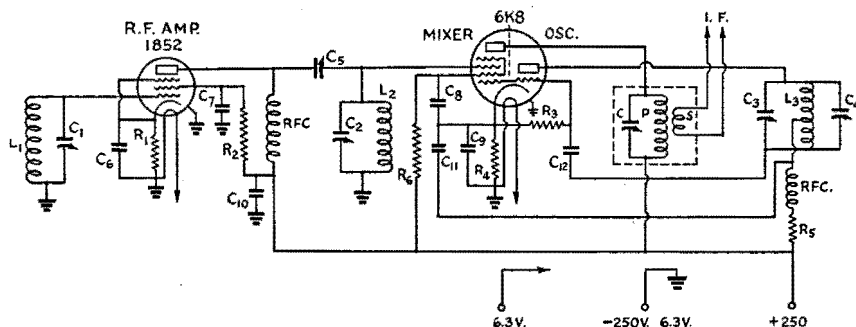 R.F. AMP.
1852
MIXER
6K8
OSC.
I. F.
C5
L1
C1
C6
R1
C7
R2
RFC
C10
C2
L2
R6
C8
C11
C9
R4
R3
C12
C
P
S
C3
L3
C4
RFC.
R5
6.3V.
-250V. 6.3V.
+250